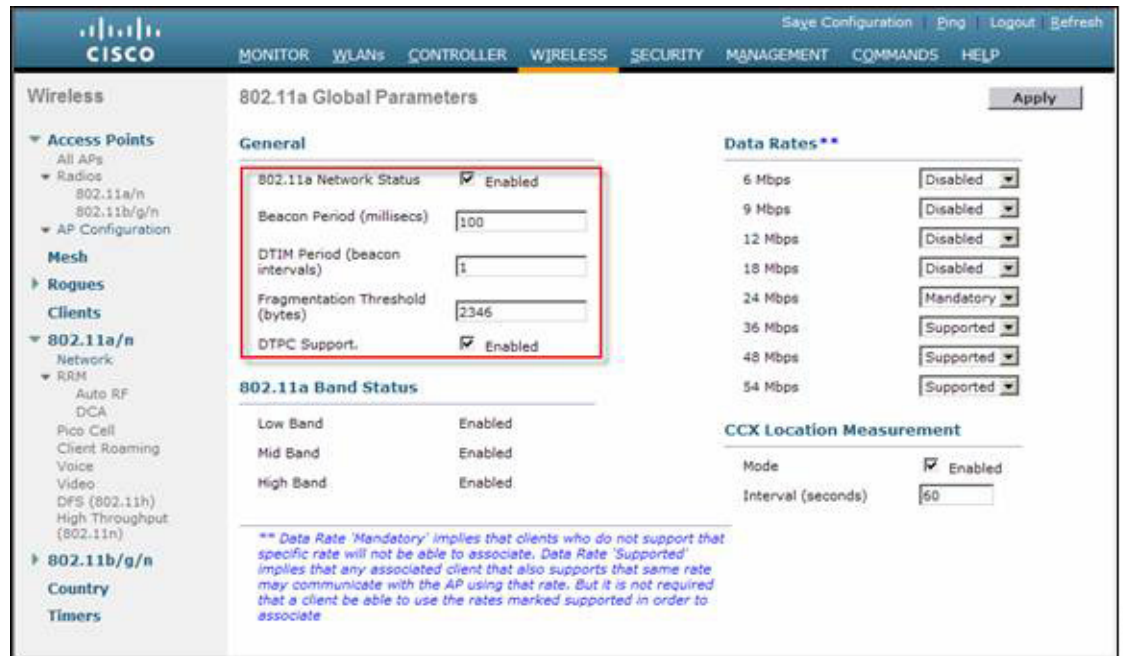 Save Configuration Ping Logout Refresh
CISCO
MONITOR WLANs CONTROLLER WIRELESS SECURITY MANAGEMENT COMMANDS HELP
Wireless
Access Points
All APs
Radios
802.11a/n
802.11b/g/n
AP Configuration
Mesh
Rogues
Clients
802.11a/n
Network
RRM
Auto RF
DCA
Pico Cell
Client Roaming
Voice
Video
DFS (802.11h)
High Throughput
(802.11n)
802.11b/g/n
Country
Timers
802.11a Global Parameters
Apply
General
802.11a Network Status Enabled
Beacon Period (millisecs) 100
DTIM Period (beacon
intervals) 1
Fragmentation Threshold
(bytes) 2346
DTPC Support. Enabled
802.11a Band Status
Low Band Enabled
Mid Band Enabled
High Band Enabled
** Data Rate 'Mandatory' implies that clients who do not support that
specific rate will not be able to associate. Data Rate 'Supported'
implies that any associated client that also supports that same rate
may communicate with the AP using that rate. But it is not required
that a client be able to use the rates marked supported in order to
associate
Data Rates**
6 Mbps Disabled
9 Mbps Disabled
12 Mbps Disabled
18 Mbps Disabled
24 Mbps Mandatory
36 Mbps Supported
48 Mbps Supported
54 Mbps Supported
CCX Location Measurement
Mode Enabled
Interval (seconds) 60